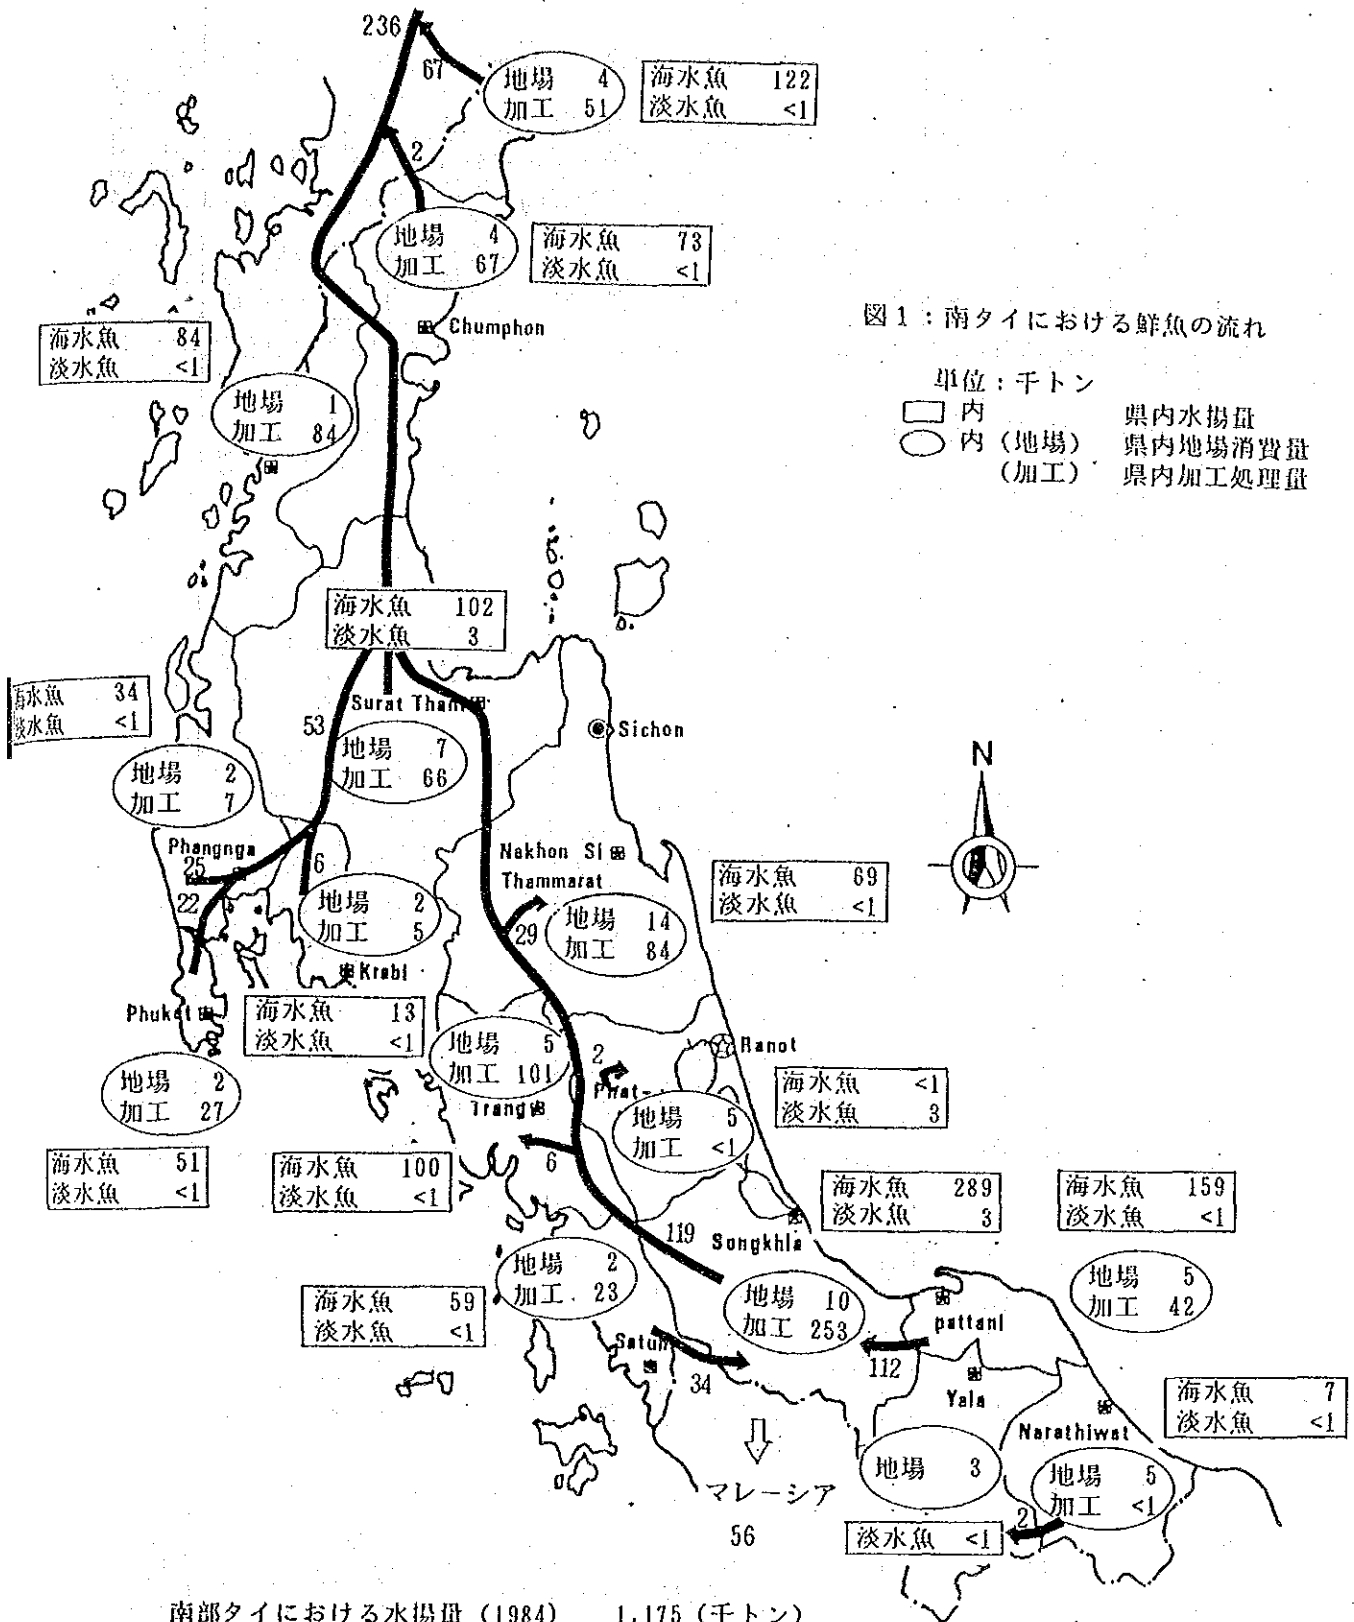 236
67
地場 4
加工 51
海水魚 122
淡水魚 <1
2
地場 4
加工 67
海水魚 73
淡水魚 <1
Chumphon
図1：南タイにおける鮮魚の流れ
単位：千トン
内 県内水揚量
内 (地場) 県内地場消費量
(加工) 県内加工処理量
海水魚 84
淡水魚 <1
地場 1
加工 84
海水魚 102
淡水魚 3
海水魚 34
淡水魚 <1
53
Surat Thani
地場 7
加工 66
Sichon
N
地場 2
加工 7
Phangnga
25
22
6
地場 2
加工 5
Krabi
Nakhon Si
Thammarat
29
地場 14
加工 84
海水魚 69
淡水魚 <1
Phuket
海水魚 13
淡水魚 <1
地場 2
加工 27
海水魚 51
淡水魚 <1
地場 5
加工 101
Trang
2
Phat-
地場 5
加工 <1
Ranot
海水魚 <1
淡水魚 3
海水魚 100
淡水魚 <1
6
119
Songkhla
海水魚 289
淡水魚 3
海水魚 159
淡水魚 <1
地場 2
加工 23
海水魚 59
淡水魚 <1
Satun
34
地場 10
加工 253
112
pattani
地場 5
加工 42
Yala
Narathiwat
海水魚 7
淡水魚 <1
地場 3
地場 5
加工 <1
2
淡水魚 <1
マレーシア
56
南部タイにおける水揚量 (1984) 1,175 (千トン)